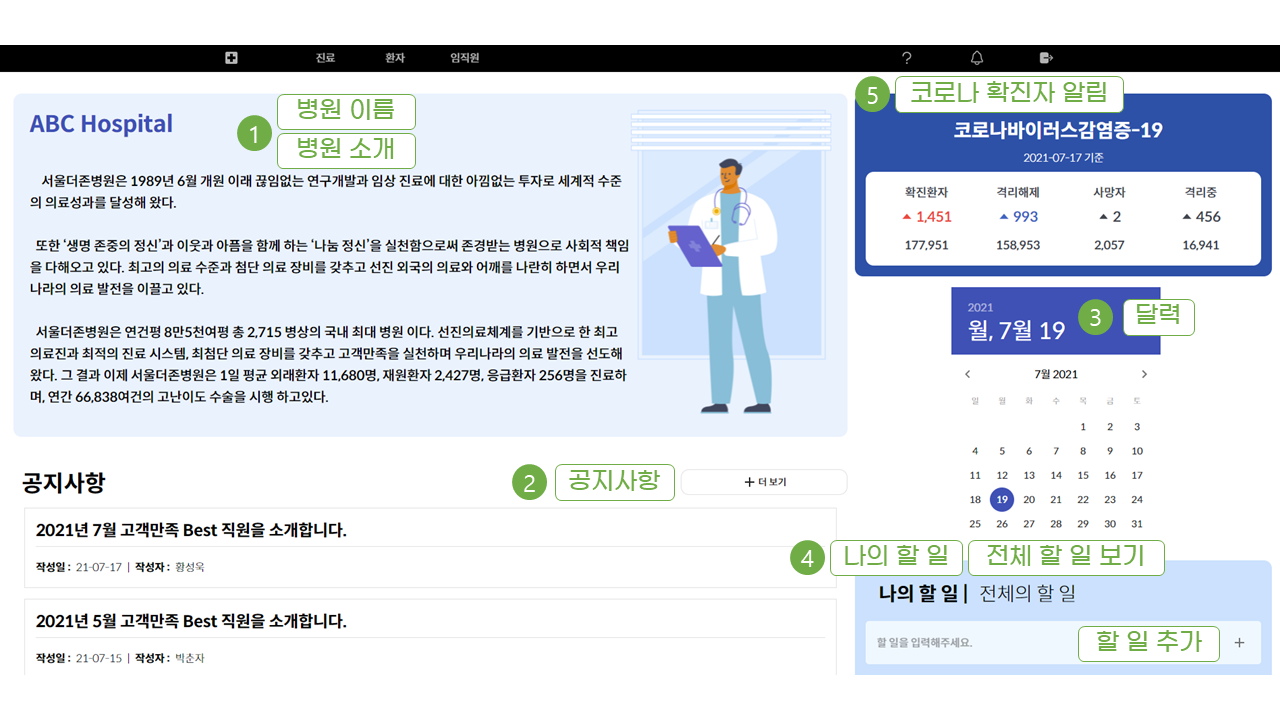 진료 환자 임직원
ABC Hospital
1
병원 이름
병원 소개
서울더존병원은 1989년 6월 개원 이래 끊임없는 연구개발과 임상 진료에 대한 아낌없는 투자로 세계적 수준
의 의료성과를 달성해 왔다.
또한 ‘생명 존중의 정신’과 이웃과 아픔을 함께 하는 ‘나눔 정신’을 실천함으로써 존경받는 병원으로 사회적 책임
을 다해오고 있다. 최고의 의료 수준과 첨단 의료 장비를 갖추고 선진 외국의 의료와 어깨를 나란히 하면서 우리
나라의 의료 발전을 이끌고 있다.
서울더존병원은 연건평 8만5천여평 총 2,715 병상의 국내 최대 병원 이다. 선진의료체계를 기반으로 한 최고
의료진과 최적의 진료 시스템, 최첨단 의료 장비를 갖추고 고객만족을 실천하며 우리나라의 의료 발전을 선도해
왔다. 그 결과 이제 서울더존병원은 1일 평균 외래환자 11,680명, 재원환자 2,427명, 응급환자 256명을 진료하
며, 연간 66,838여건의 고난이도 수술을 시행 하고있다.
공지사항
2
공지사항
+ 더 보기
2021년 7월 고객만족 Best 직원을 소개합니다.
작성일 : 21-07-17 | 작성자 : 황성욱
2021년 5월 고객만족 Best 직원을 소개합니다.
작성일 : 21-07-15 | 작성자 : 박춘자
5
코로나 확진자 알림
코로나바이러스감염증-19
2021-07-17 기준
확진환자 격리해제 사망자 격리중
▲ 1,451 ▲ 993 ▲ 2 ▲ 456
177,951 158,953 2,057 16,941
2021
월, 7월 19
3
달력
7월 2021
일 월 화 수 목 금 토
1 2 3
4 5 6 7 8 9 10
11 12 13 14 15 16 17
18 19 20 21 22 23 24
25 26 27 28 29 30 31
4
나의 할 일
전체 할 일 보기
나의 할 일 | 전체의 할 일
할 일을 입력해주세요.
할 일 추가
+